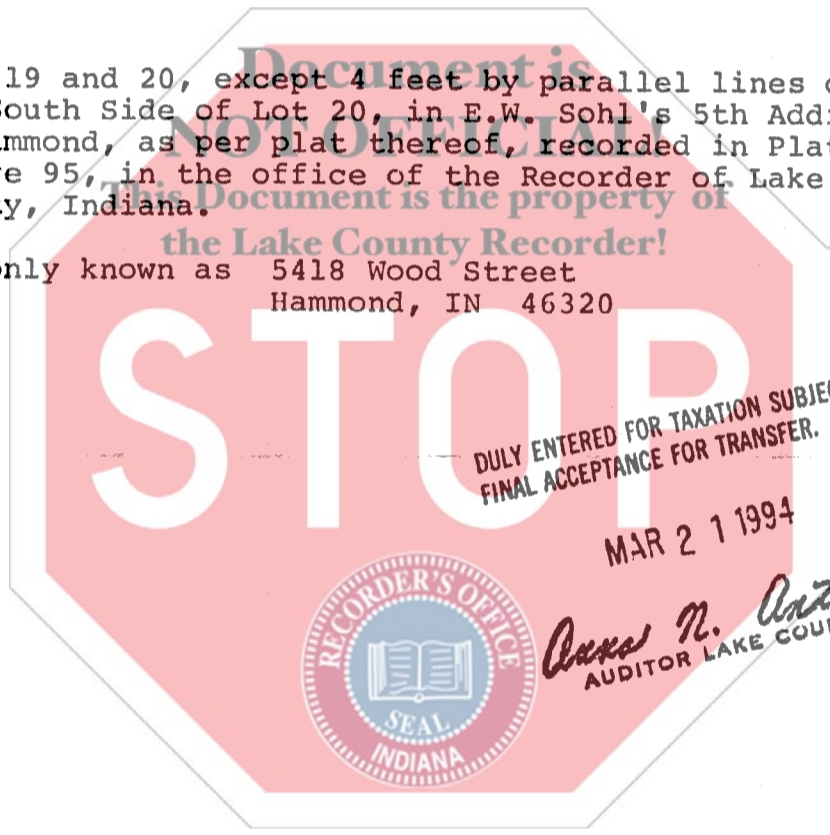 Document is
19 and 20, except 4 feet by parallel lines
South Side of Lot 20, in E.W. Sohl's 5th Addi
NOT OFFICIAL!
mmond, as per plat thereof, recorded in Plat
e 95, in the office of the Recorder of Lake
This Document is the property of
y, Indiana.
the Lake County Recorder!
only known as 5418 Wood Street
Hammond, IN 46320
STOP
DULY ENTERED FOR TAXATION SUBJE
FINAL ACCEPTANCE FOR TRANSFER.
MAR 2 1 1994
Anna N. Ant
AUDITOR LAKE COU
RECORDER'S OFFICE
SEAL
INDIANA